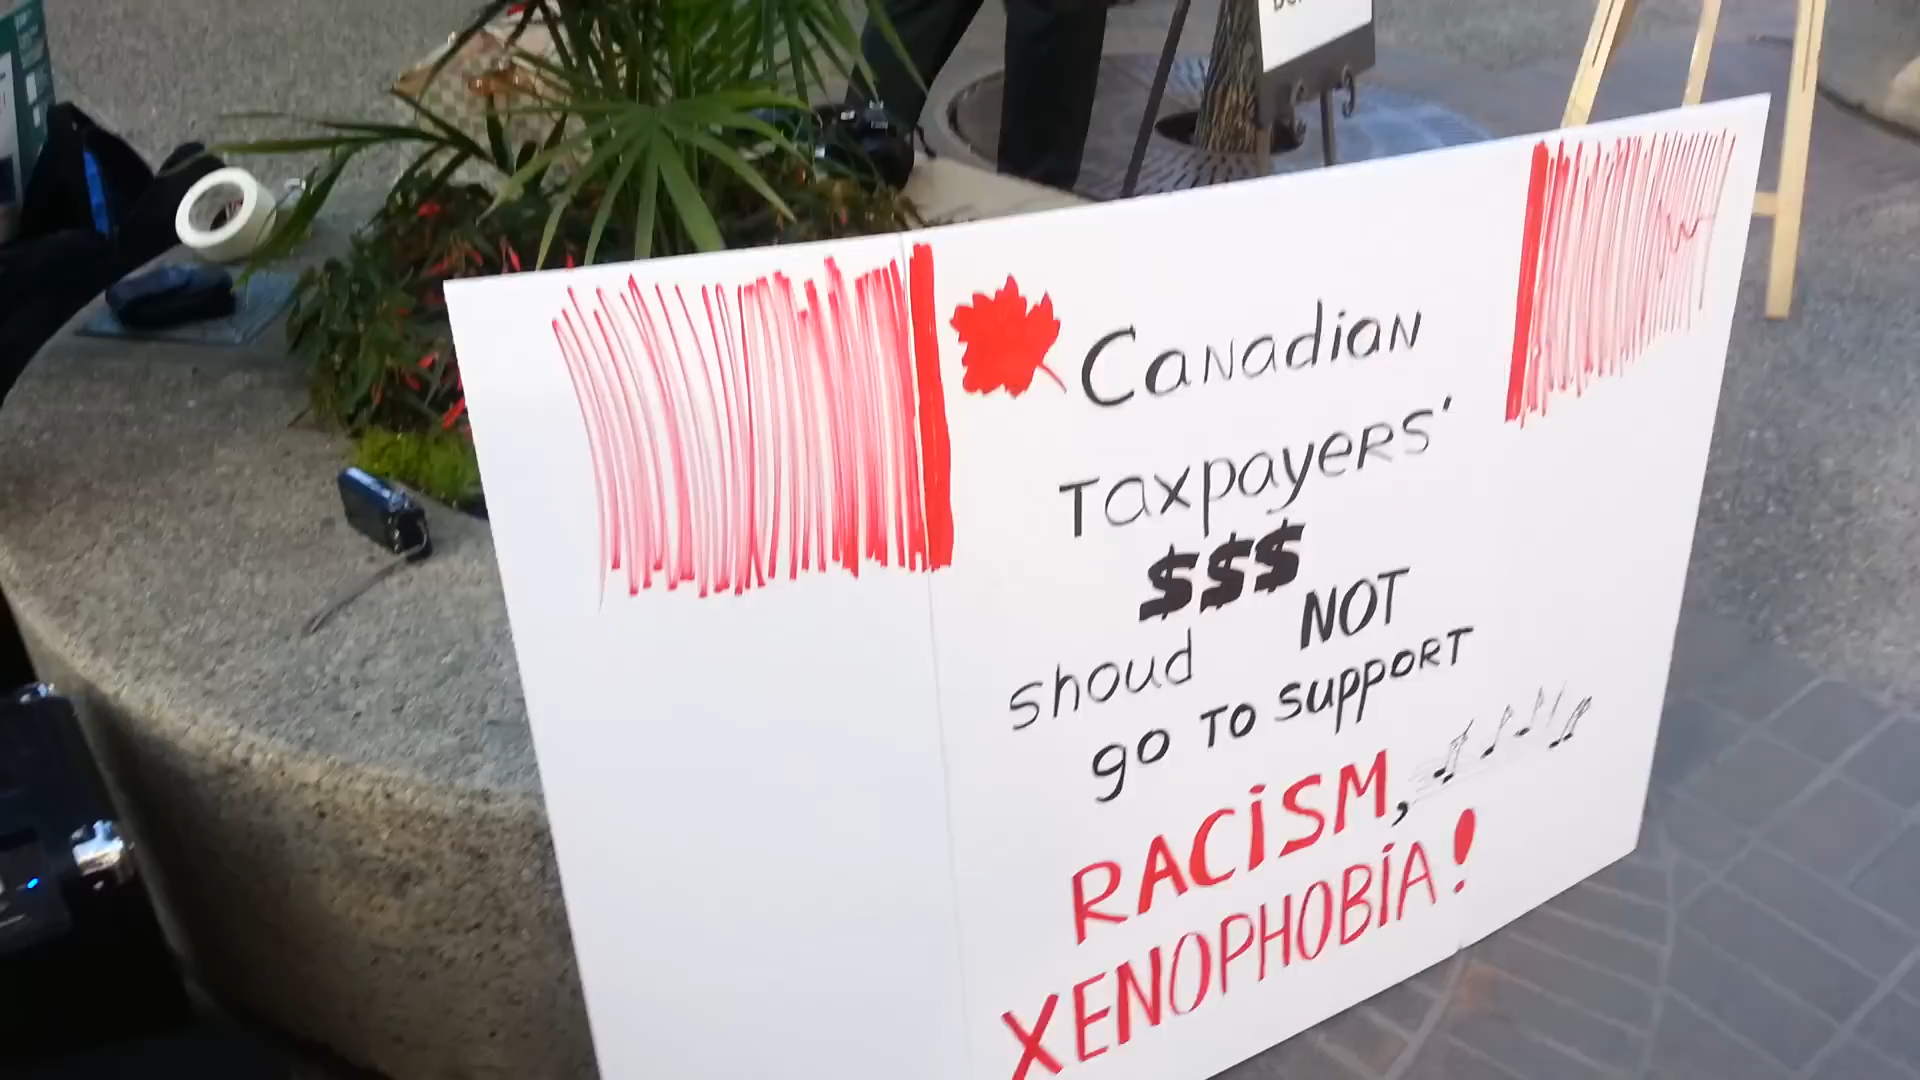 Canadian
Taxpayers'
$$$
shoud NOT
go to support
RACISM,
XENOPHOBIA!